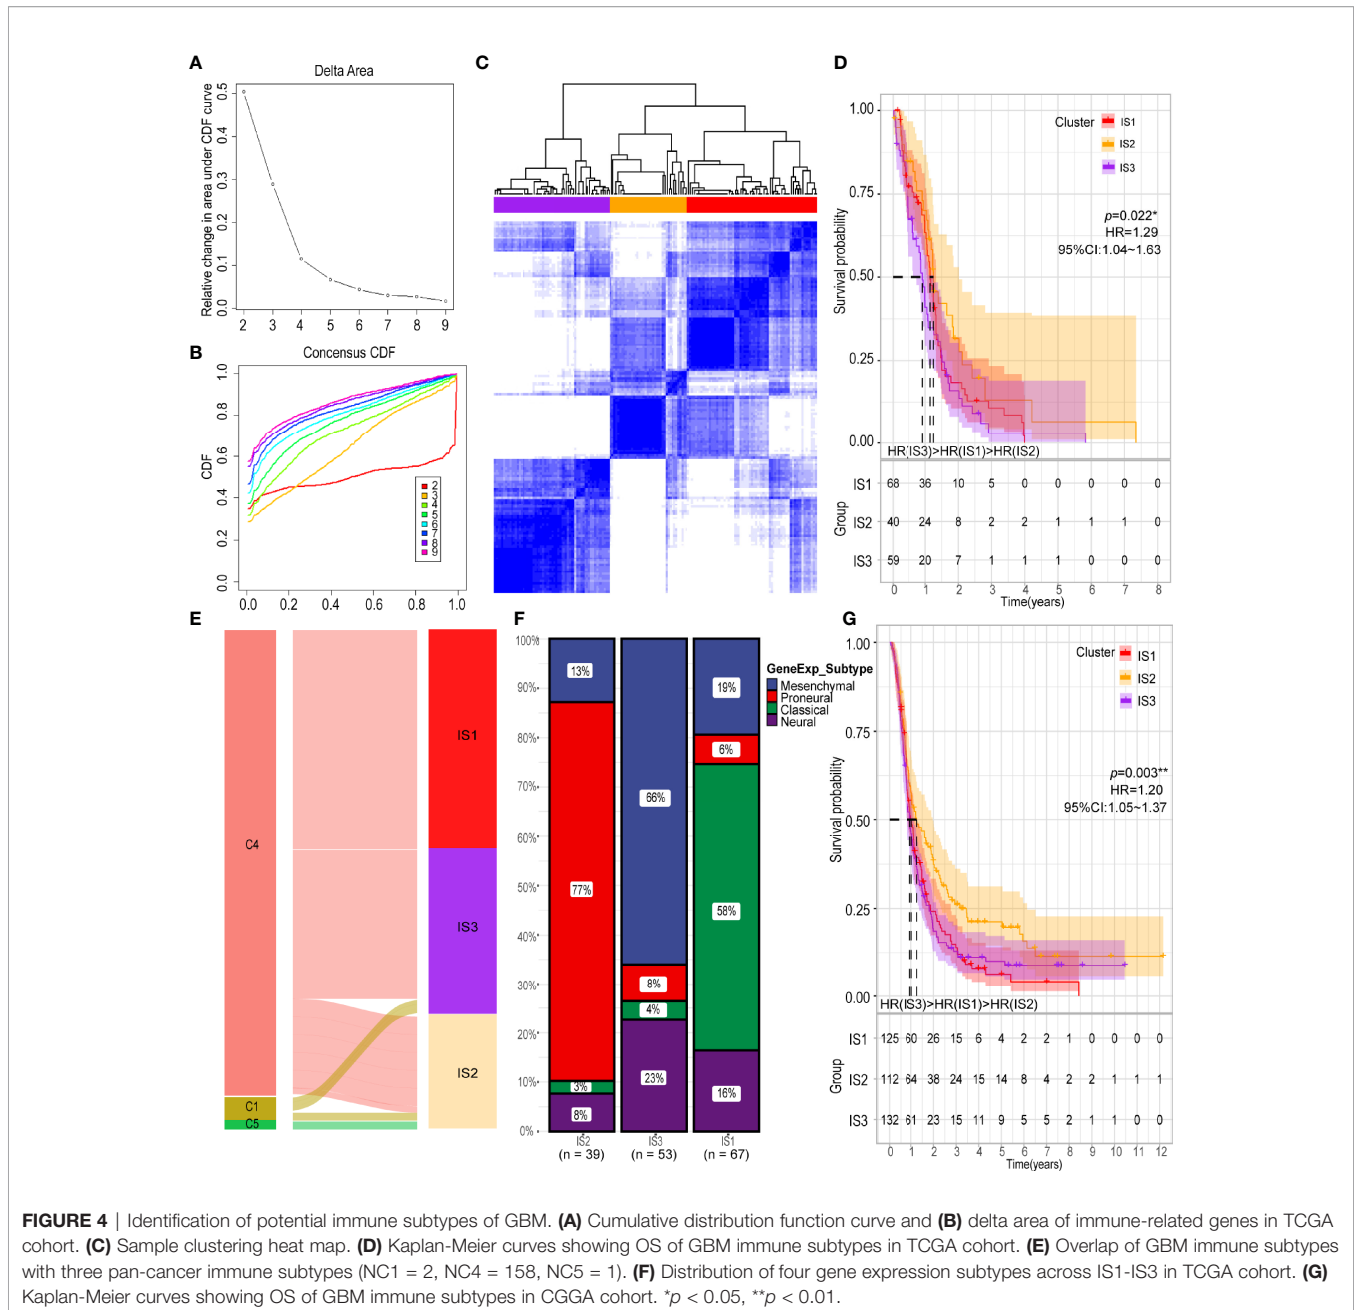 A
Delta Area
Relative change in area under CDF curve
0.5
0.3
0.2
0.1
0.0
2 3 4 5 6 7 8 9
B
Concensus CDF
CDF
1.0
0.8
0.6
0.4
0.2
0.0
0.0 0.2 0.4 0.6 0.8 1.0
2
3
4
5
6
7
8
9
C
D
Survival probability
1.00
0.75
0.50
0.25
0.00
Cluster IS1
IS2
IS3
p=0.022*
HR=1.29
95%CI:1.04~1.63
HR(IS3)>HR(IS1)>HR(IS2)
Group
IS1 68 36 10 5 0 0 0 0 0
IS2 40 24 8 2 2 1 1 1 0
IS3 59 20 7 1 1 1 0 0 0
0 1 2 3 4 5 6 7 8
Time(years)
E
C4
C1
C5
IS1
IS3
IS2
F
100%
90%
80%
70%
60%
50%
40%
30%
20%
10%
0%
13%
77%
3%
8%
66%
8%
4%
23%
19%
6%
58%
16%
IS2 IS3 IS1
(n = 39) (n = 53) (n = 67)
GeneExp_Subtype
Mesenchymal
Proneural
Classical
Neural
G
Survival probability
1.00
0.75
0.50
0.25
0.00
Cluster IS1
IS2
IS3
p=0.003**
HR=1.20
95%CI:1.05~1.37
HR(IS3)>HR(IS1)>HR(IS2)
Group
IS1 125 60 26 15 6 4 2 2 1 0 0 0 0
IS2 112 64 38 24 15 14 8 4 2 2 1 1 1
IS3 132 61 23 15 11 9 5 5 2 1 1 0 0
0 1 2 3 4 5 6 7 8 9 10 11 12
Time(years)
FIGURE 4 | Identification of potential immune subtypes of GBM. (A) Cumulative distribution function curve and (B) delta area of immune-related genes in TCGA
cohort. (C) Sample clustering heat map. (D) Kaplan-Meier curves showing OS of GBM immune subtypes in TCGA cohort. (E) Overlap of GBM immune subtypes
with three pan-cancer immune subtypes (NC1 = 2, NC4 = 158, NC5 = 1). (F) Distribution of four gene expression subtypes across IS1-IS3 in TCGA cohort. (G)
Kaplan-Meier curves showing OS of GBM immune subtypes in CGGA cohort. *p < 0.05, **p < 0.01.